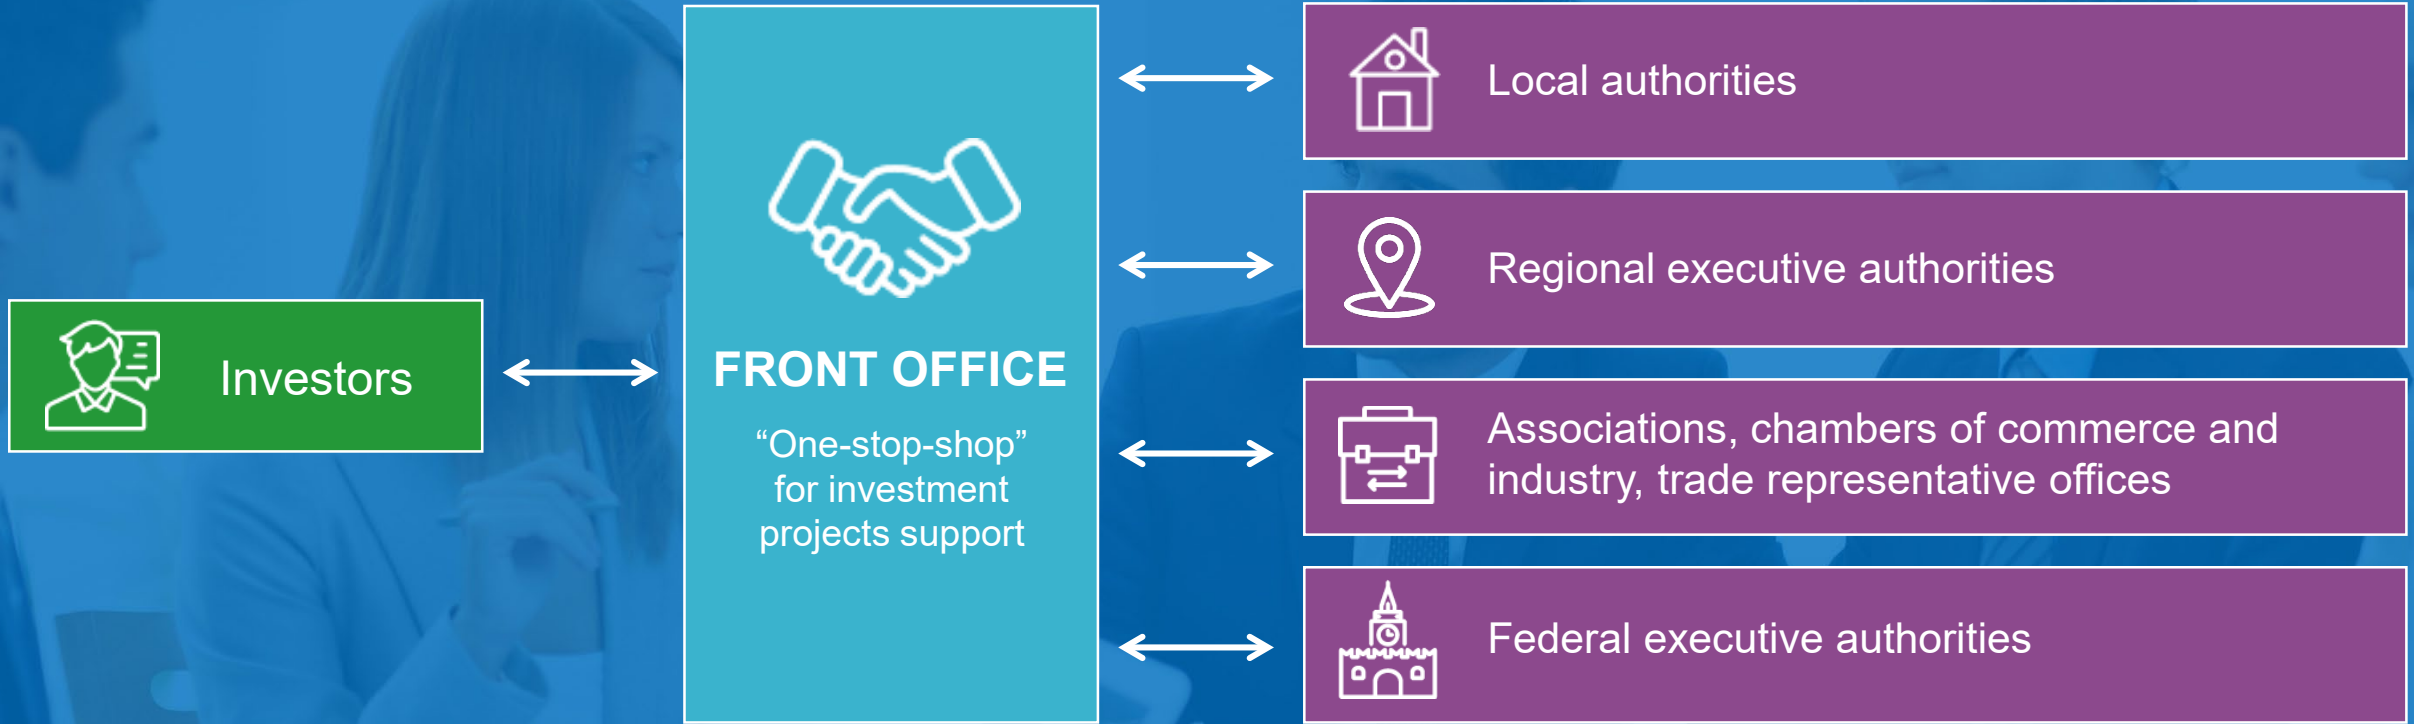 Investors
FRONT OFFICE
“One-stop-shop”
for investment
projects support
Local authorities
Regional executive authorities
Associations, chambers of commerce and
industry, trade representative offices
Federal executive authorities